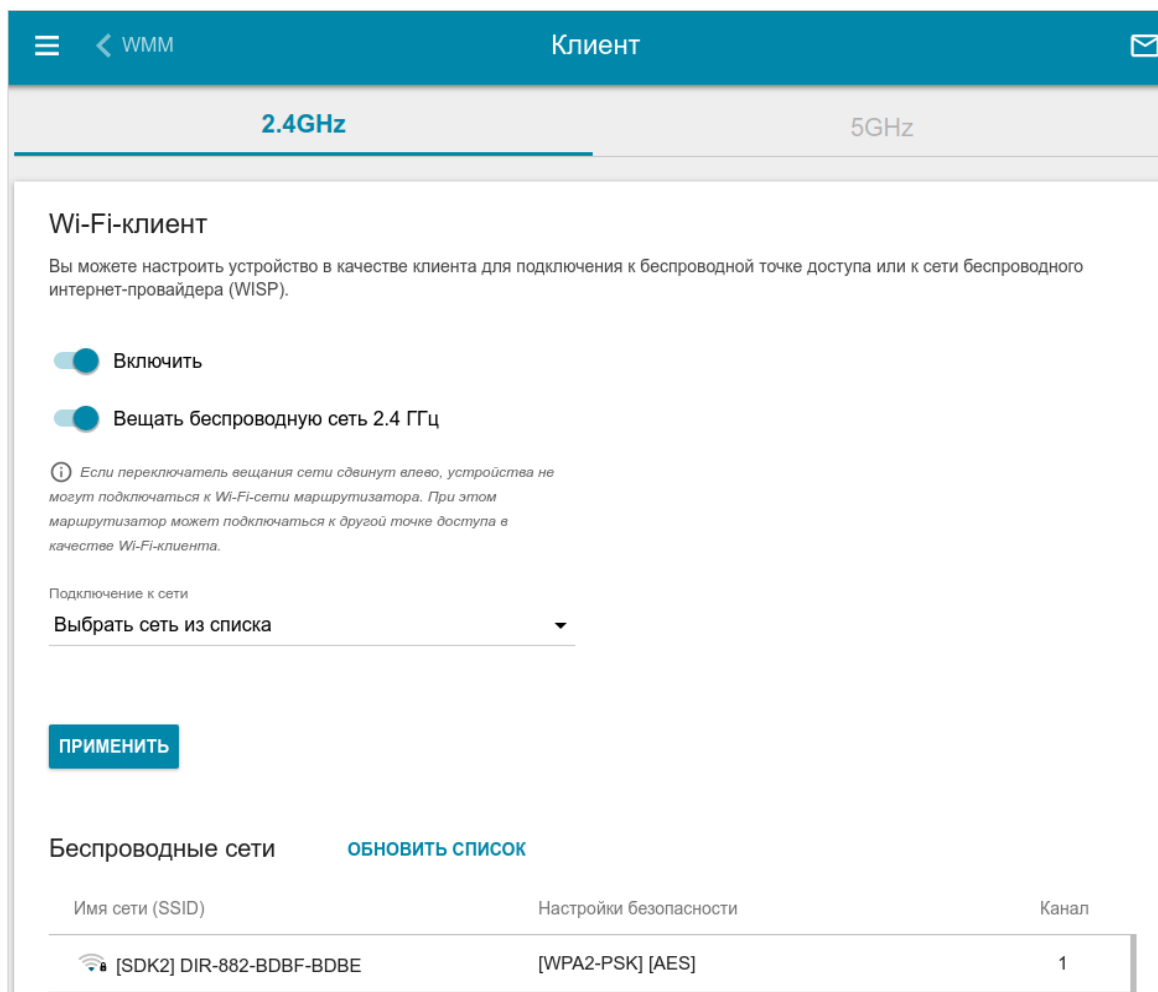 WMM
Клиент
2.4GHz
5GHz
Wi-Fi-клиент
Вы можете настроить устройство в качестве клиента для подключения к беспроводной точке доступа или к сети беспроводного
интернет-провайдера (WISP).
Включить
Вещать беспроводную сеть 2.4 ГГц
Если переключатель вещания сети сдвинут влево, устройства не
могут подключаться к Wi-Fi-сети маршрутизатора. При этом
маршрутизатор может подключаться к другой точке доступа в
качестве Wi-Fi-клиента.
Подключение к сети
Выбрать сеть из списка
ПРИМЕНИТЬ
Беспроводные сети ОБНОВИТЬ СПИСОК
Имя сети (SSID) Настройки безопасности Канал
[SDK2] DIR-882-BDBF-BDBE [WPA2-PSK] [AES] 1